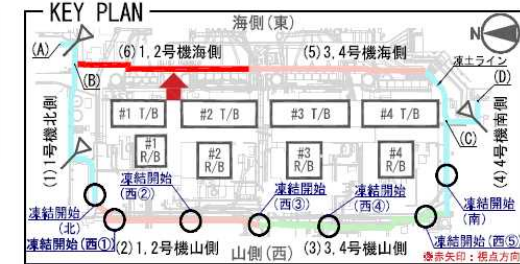 KEY PLAN
海側(東)
N
(A)
(6)1,2号機海側
(5)3,4号機海側
凍土ライン
(B)
(D)
#1 T/B
#2 T/B
#3 T/B
#4 T/B
(1)1号機北側
#1
R/B
#2
R/B
#3
R/B
#4
R/B
(C)
(4)4号機南側
凍結開始
(北)
凍結開始
(西②)
凍結開始
(西③)
凍結開始
(西④)
凍結開始
(南)
凍結開始(西①)
(2)1,2号機山側
山側(西)
(3)3,4号機山側
凍結開始(西⑤)
※赤矢印:視点方向